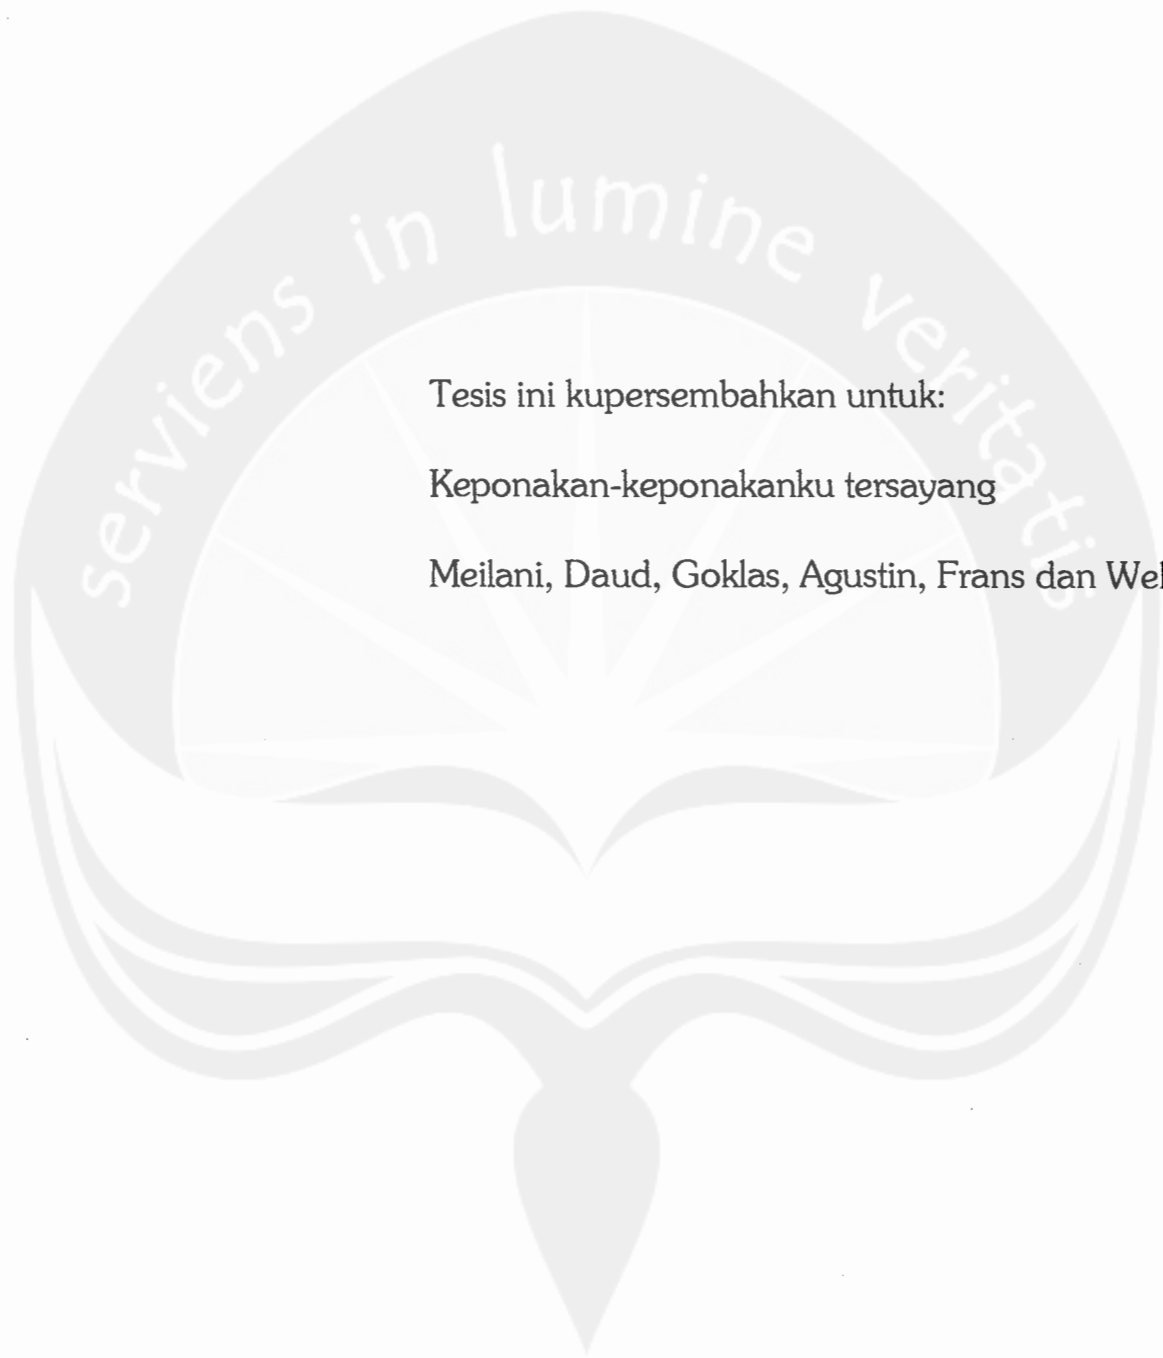 serviens in lumine veritatis
Tesis ini kupersembahkan untuk:
Keponakan-keponakanku tersayang
Meilani, Daud, Goklas, Agustin, Frans dan